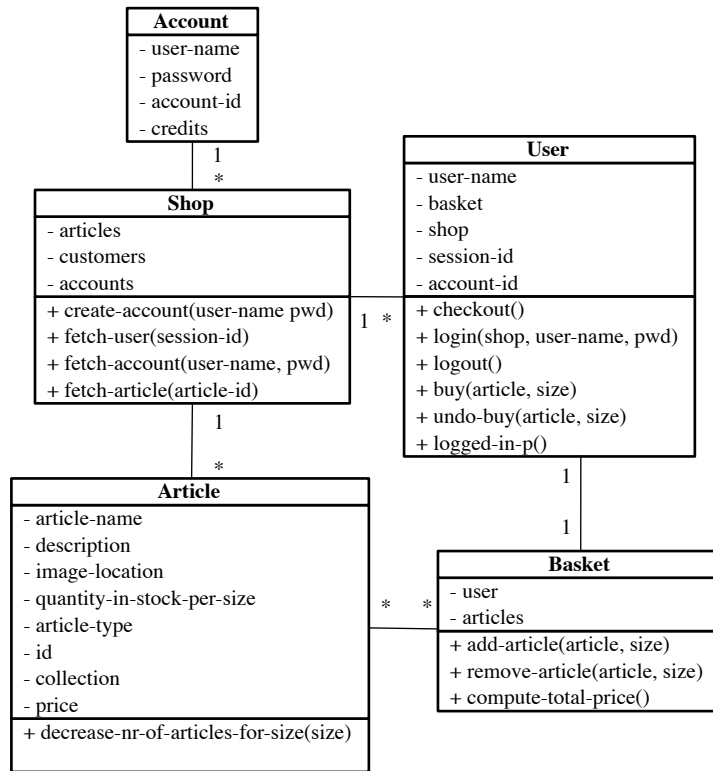 Account
- user-name
- password
- account-id
- credits
1
*
Shop
- articles
- customers
- accounts
+ create-account(user-name pwd)
+ fetch-user(session-id)
+ fetch-account(user-name, pwd)
+ fetch-article(article-id)
1
*
User
- user-name
- basket
- shop
- session-id
- account-id
+ checkout()
+ login(shop, user-name, pwd)
+ logout()
+ buy(article, size)
+ undo-buy(article, size)
+ logged-in-p()
1
*
1
1
Article
- article-name
- description
- image-location
- quantity-in-stock-per-size
- article-type
- id
- collection
- price
+ decrease-nr-of-articles-for-size(size)
*
*
Basket
- user
- articles
+ add-article(article, size)
+ remove-article(article, size)
+ compute-total-price()